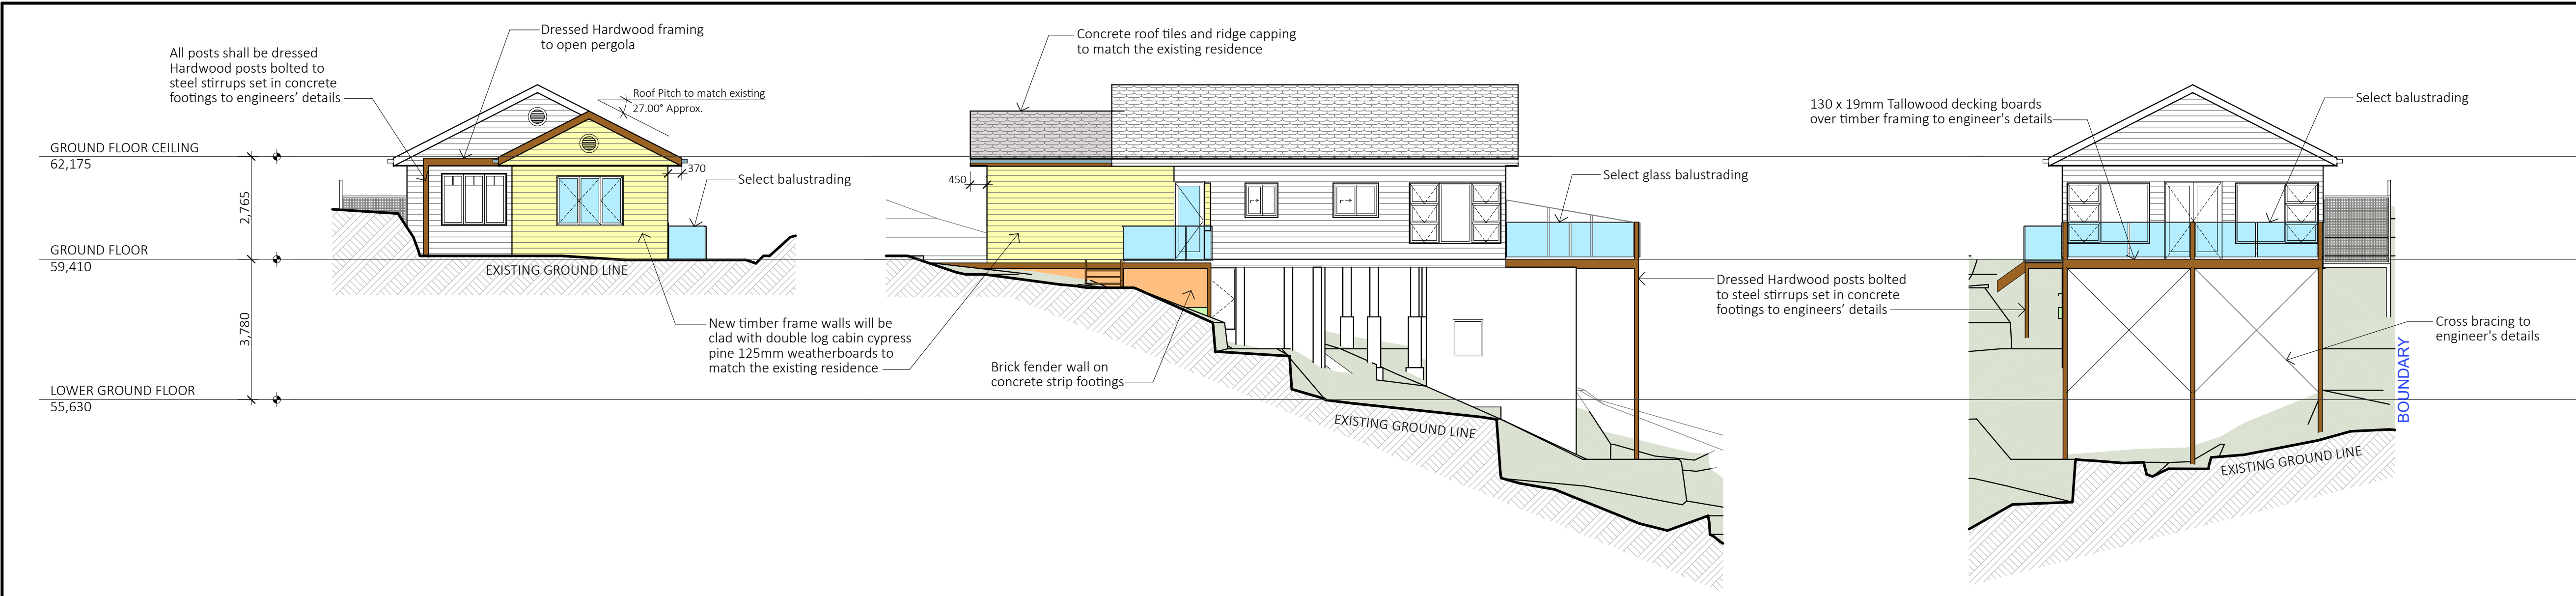 All posts shall be dressed
Hardwood posts bolted to
steel stirrups set in concrete
footings to engineers’ details
Dressed Hardwood framing
to open pergola
Roof Pitch to match existing
27.00° Approx.
GROUND FLOOR CEILING
62,175
2,765
GROUND FLOOR
59,410
3,780
LOWER GROUND FLOOR
55,630
370
Select balustrading
EXISTING GROUND LINE
New timber frame walls will be
clad with double log cabin cypress
pine 125mm weatherboards to
match the existing residence
Concrete roof tiles and ridge capping
to match the existing residence
450
Select glass balustrading
Brick fender wall on
concrete strip footings
EXISTING GROUND LINE
Dressed Hardwood posts bolted
to steel stirrups set in concrete
footings to engineers’ details
130 x 19mm Tallowood decking boards
over timber framing to engineer's details
Select balustrading
Cross bracing to
engineer's details
BOUNDARY
EXISTING GROUND LINE